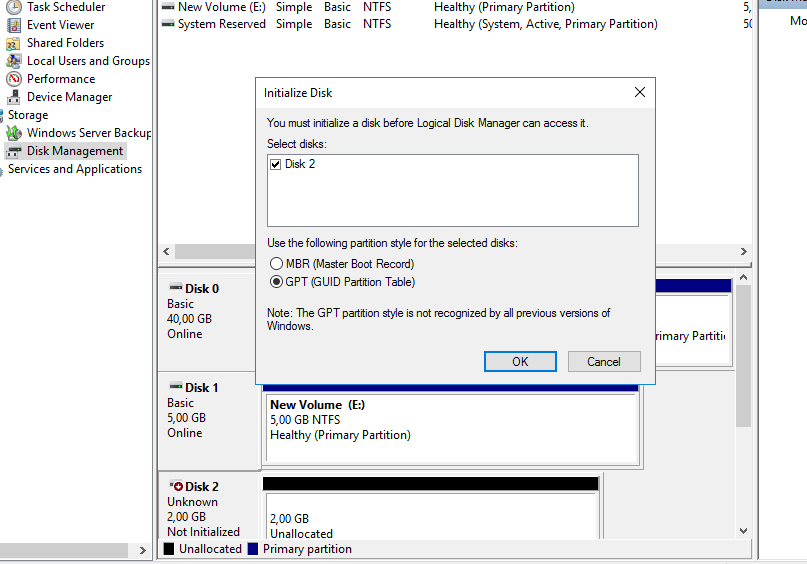 Task Scheduler
Event Viewer
Shared Folders
Local Users and Groups
Performance
Device Manager
Storage
Windows Server Backup
Disk Management
Services and Applications
New Volume (E:) Simple Basic NTFS Healthy (Primary Partition) 5,
System Reserved Simple Basic NTFS Healthy (System, Active, Primary Partition) 50
Mo
Initialize Disk
You must initialize a disk before Logical Disk Manager can access it.
Select disks:
Disk 2
Use the following partition style for the selected disks:
MBR (Master Boot Record)
GPT (GUID Partition Table)
Note: The GPT partition style is not recognized by all previous versions of
Windows.
OK Cancel
Disk 0
Basic
40,00 GB
Online
rimary Partitio
Disk 1
Basic
5,00 GB
Online
New Volume (E:)
5,00 GB NTFS
Healthy (Primary Partition)
Disk 2
Unknown
2,00 GB
Not Initialized
2,00 GB
Unallocated
Unallocated Primary partition